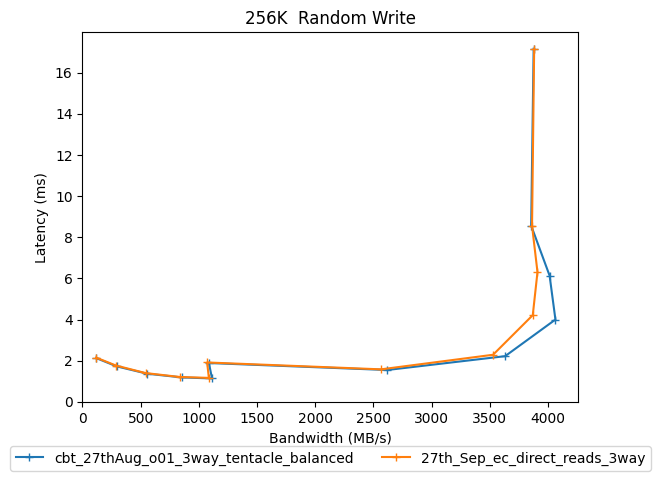 256K  Random Write
16
14
12
10
8
6
4
2
0
Latency (ms)
0 500 1000 1500 2000 2500 3000 3500 4000
Bandwidth (MB/s)
cbt_27thAug_o01_3way_tentacle_balanced 27th_Sep_ec_direct_reads_3way